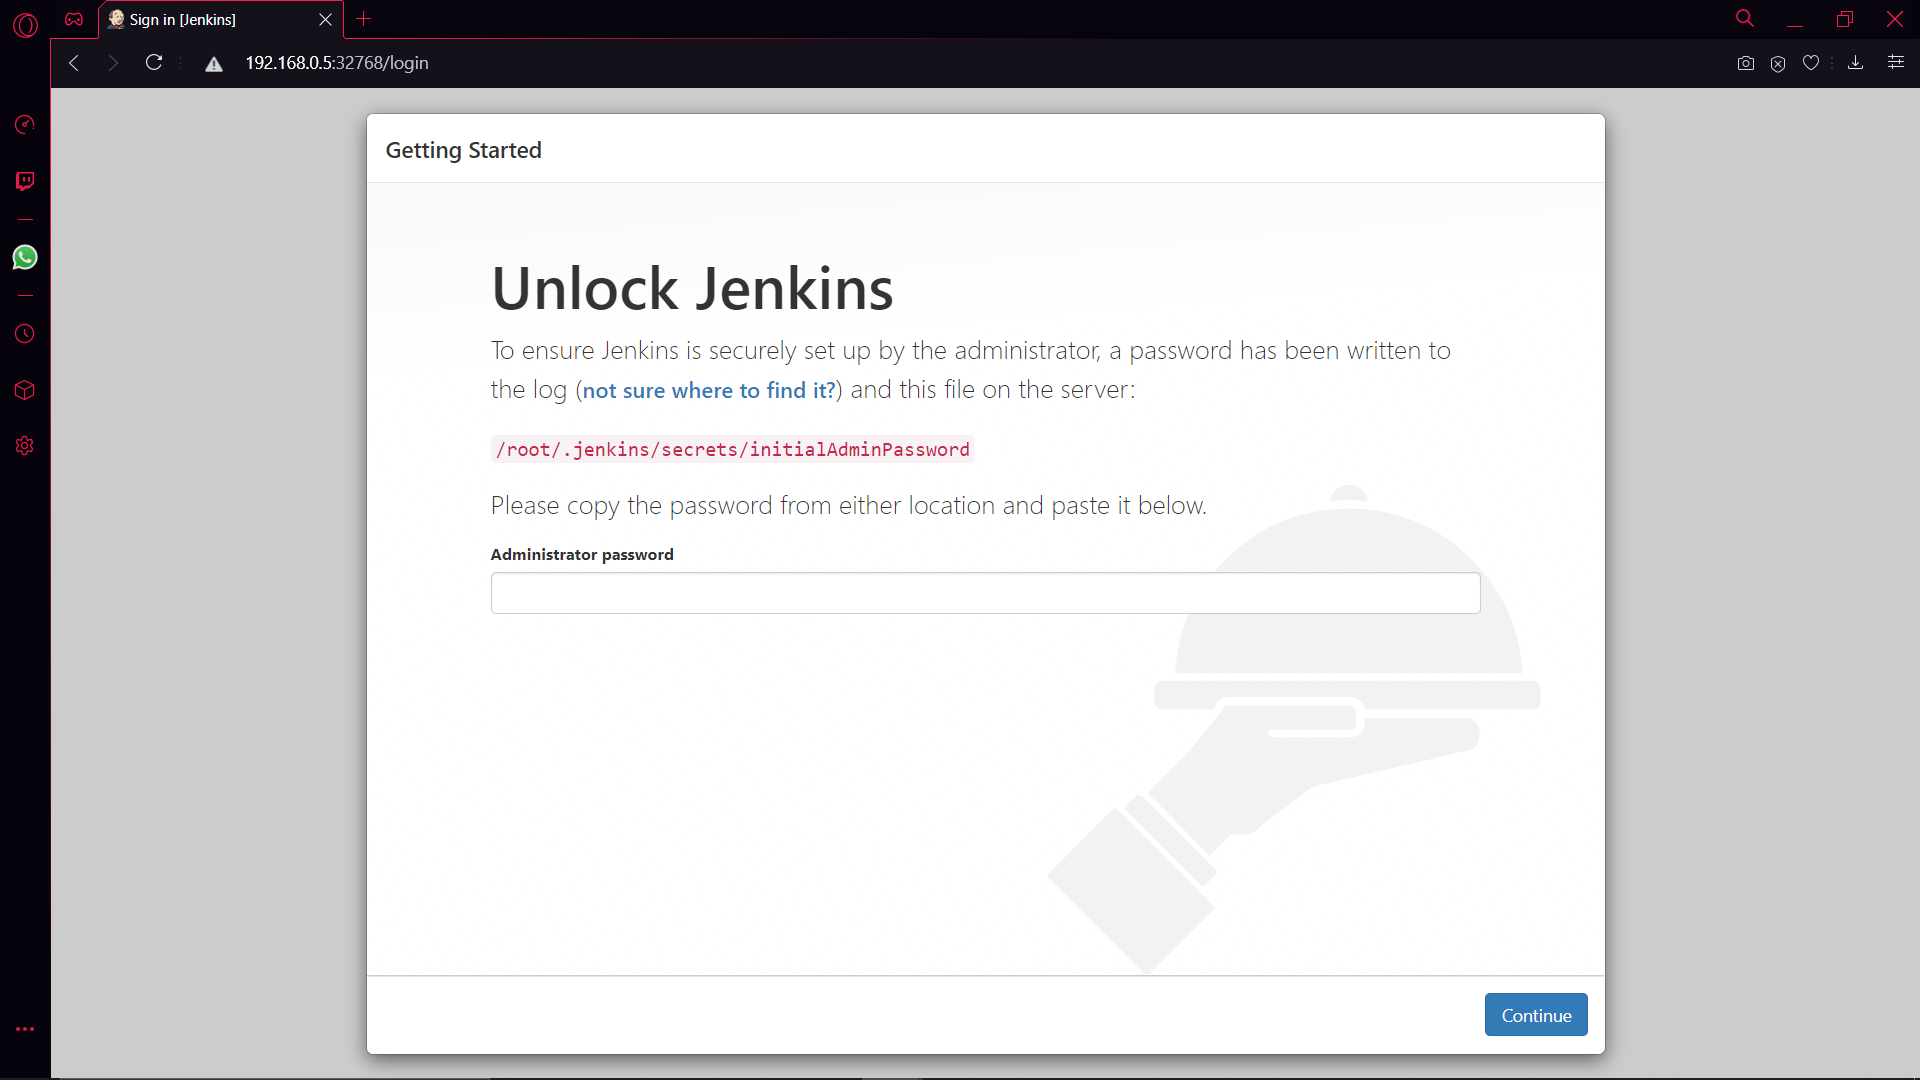 Sign in [Jenkins]
192.168.0.5:32768/login
Getting Started
Unlock Jenkins
To ensure Jenkins is securely set up by the administrator, a password has been written to
the log (not sure where to find it?) and this file on the server:
/root/.jenkins/secrets/initialAdminPassword
Please copy the password from either location and paste it below.
Administrator password
Continue